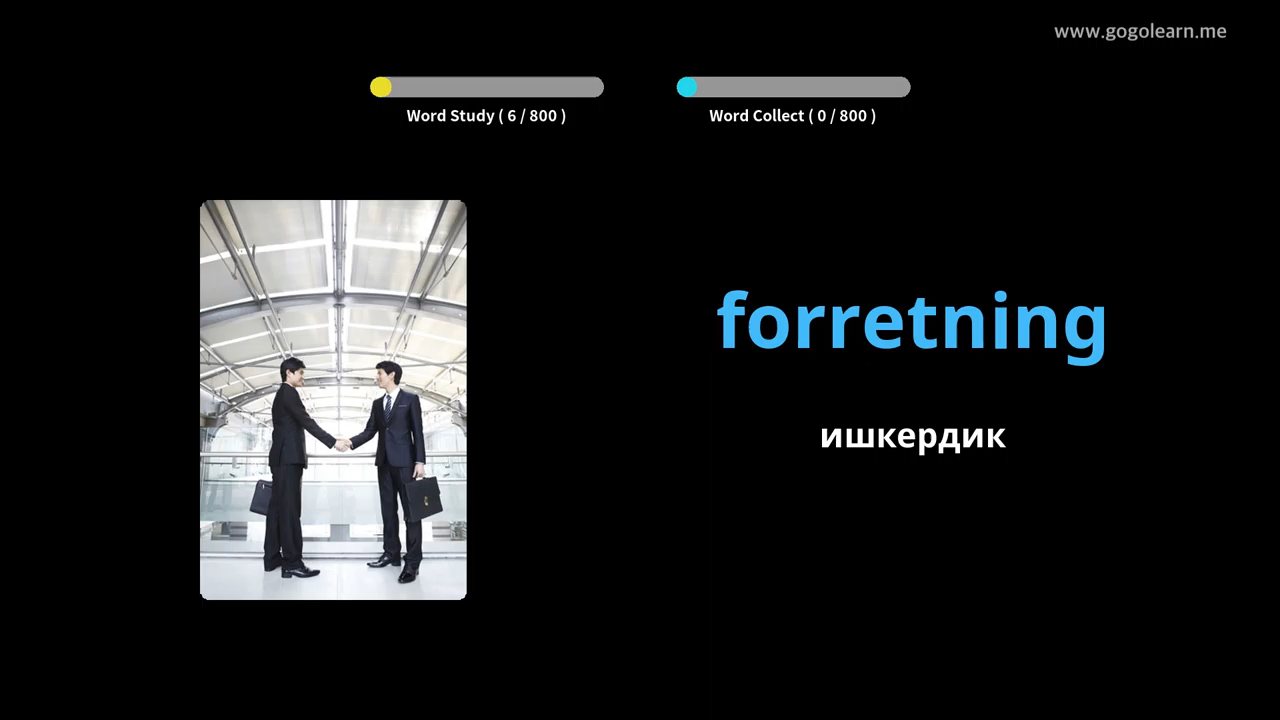 www.gogolearn.me
Word Study ( 6 / 800 )
Word Collect ( 0 / 800 )
forretning
ишкердик